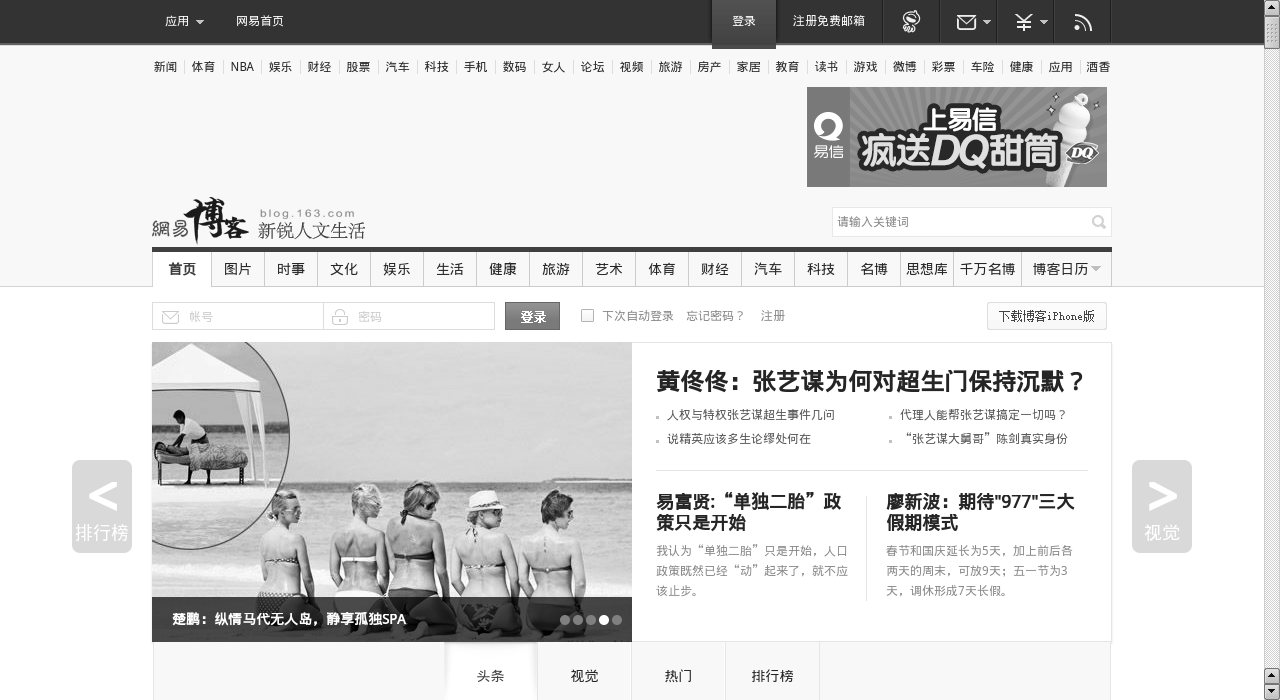 应用 网易首页 登录 注册免费邮箱
新闻 体育 NBA 娱乐 财经 股票 汽车 科技 手机 数码 女人 论坛 视频 旅游 房产 家居 教育 读书 游戏 微博 彩票 车险 健康 应用 酒香
易信 上易信
疯送DQ甜筒 DQ
網易博客 blog.163.com
新锐人文生活
请输入关键词
首页 图片 时事 文化 娱乐 生活 健康 旅游 艺术 体育 财经 汽车 科技 名博 思想库 千万名博 博客日历
帐号 密码 登录 下次自动登录 忘记密码？ 注册 下载博客iPhone版
黄佟佟：张艺谋为何对超生门保持沉默？
人权与特权张艺谋超生事件几问 代理人能帮张艺谋搞定一切吗？
说精英应该多生论缪处何在 “张艺谋大舅哥”陈剑真实身份
易富贤:“单独二胎”政
策只是开始
我认为“单独二胎”只是开始，人口
政策既然已经“动”起来了，就不应
该止步。
廖新波：期待"977"三大
假期模式
春节和国庆延长为5天，加上前后各
两天的周末，可放9天；五一节为3
天，调休形成7天长假。
<
排行榜
>
视觉
楚鹏：纵情马代无人岛，静享孤独SPA
头条 视觉 热门 排行榜